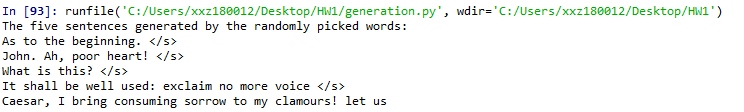 In [93]: runfile('C:/Users/xxz180012/Desktop/HW1/generation.py', wdir='C:/Users/xxz180012/Desktop/HW1')
The five sentences generated by the randomly picked words:
As to the beginning. </s>
John. Ah, poor heart! </s>
What is this? </s>
It shall be well used: exclaim no more voice </s>
Caesar, I bring consuming sorrow to my clamours! let us